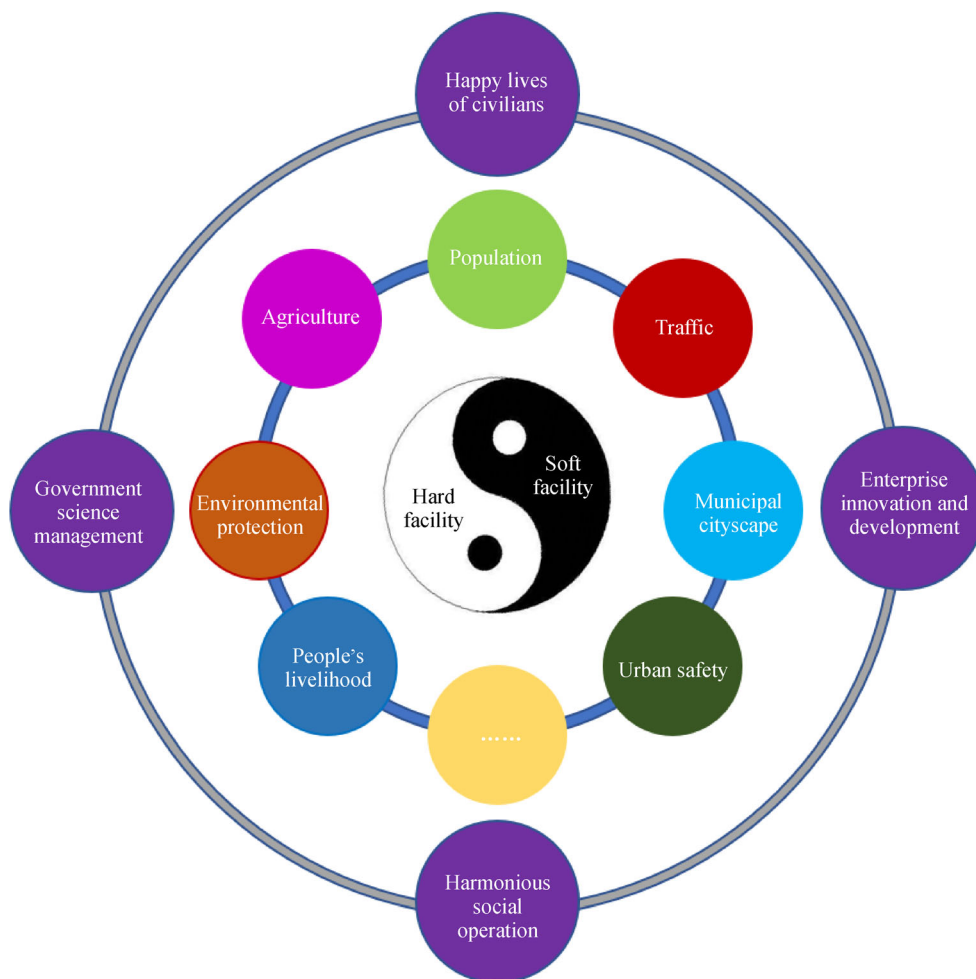 Happy lives
of civilians
Population
Agriculture
Traffic
Soft
facility
Hard
facility
Government
science
management
Environmental
protection
Municipal
cityscape
Enterprise
innovation and
development
People's
livelihood
Urban safety
......
Harmonious
social
operation